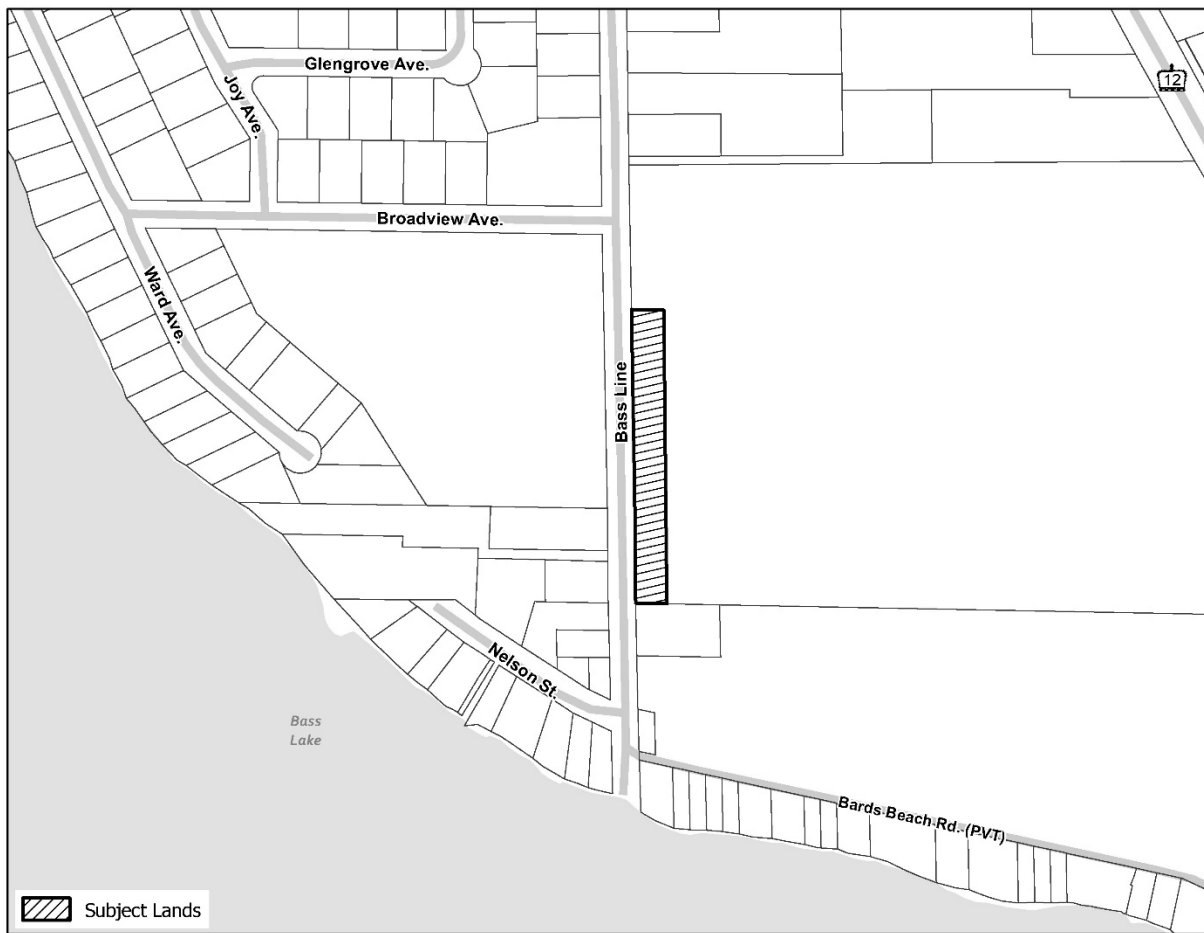 Glengrove Ave.
12
Joy Ave.
Broadview Ave.
Ward Ave.
Bass Line
Nelson St.
Bass
Lake
Bards Beach Rd. (PVT)
Subject Lands